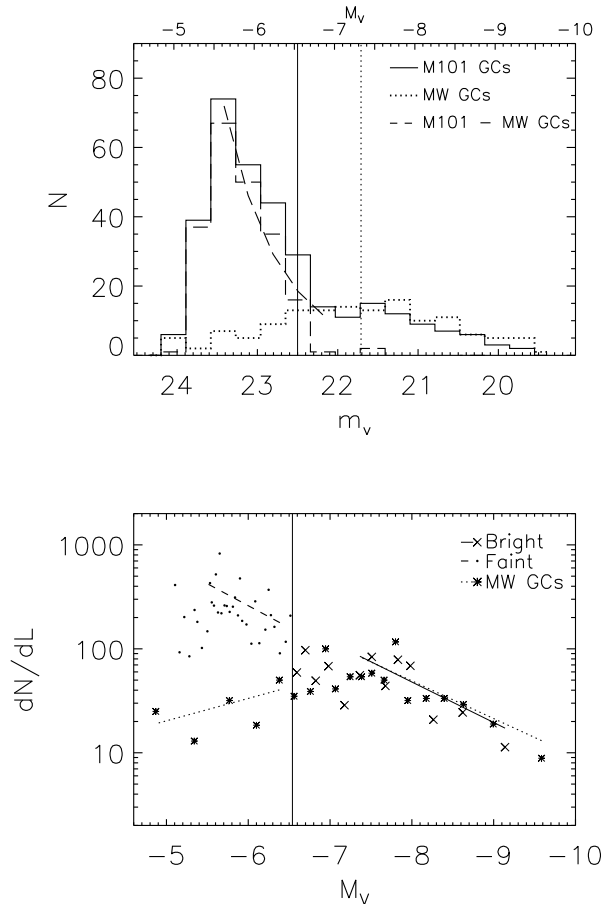 M_v
-5 -6 -7 -8 -9 -10
80
60
40
20
0
N
M101 GCs
MW GCs
M101 - MW GCs
24 23 22 21 20
m_v
1000
100
10
dN/dL
Bright
Faint
MW GCs
-5 -6 -7 -8 -9 -10
M_v